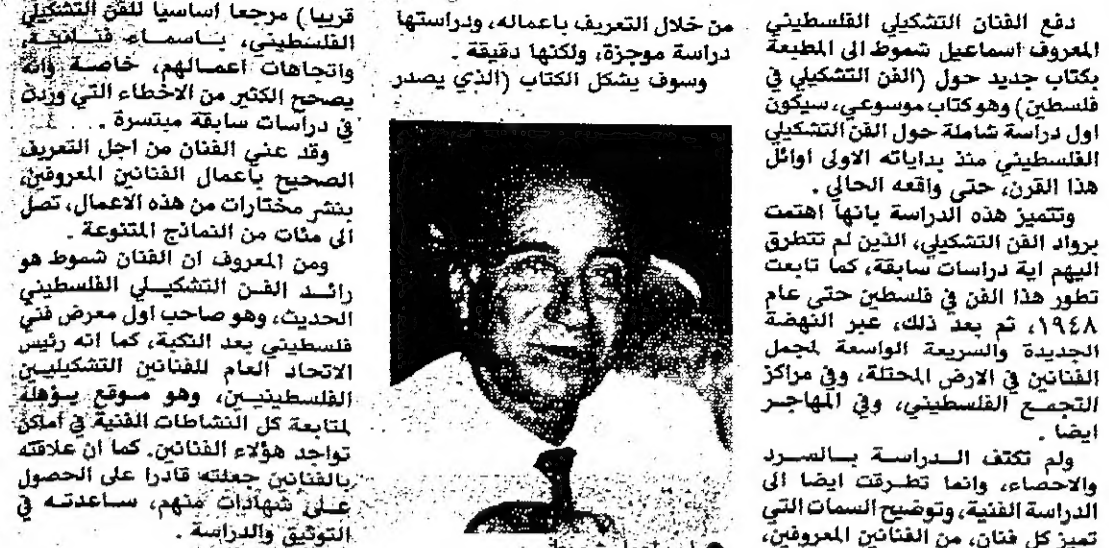 دفع الفنان التشكيلي الفلسطيني
المعروف اسماعيل شموط الى المطبعة
بكتاب جديد حول (الفن التشكيلي في
فلسطين) وهو كتاب موسوعي، سيكون
اول دراسة شاملة حول الفن التشكيلي
الفلسطيني منذ بداياته الاولى أوائل
هذا القرن، حتى واقعه الحالي .
وتتميز هذه الدراسة بانها اهتمت
برواد الفن التشكيلي، الذين لم تتطرق
اليهم اية دراسات سابقة، كما تابعت
تطور هذا الفن في فلسطين حتى عام
١٩٤٨، ثم بعد ذلك، عبر النهضة
الجديدة والسريعة الواسعة لمجمل
الفنانين في الارض المحتلة، وفي مراكز
التجمع الفلسطيني، وفي المهاجر
ايضا .
ولم تكتف الدراسة بالسرد
والاحصاء، وانما تطرقت ايضا الى
الدراسة الفنية، وتوضيح السمات التي
تميز كل فنان، من الفنانين المعروفين،
من خلال التعريف باعماله، ودراستها
دراسة موجزة، ولكنها دقيقة .
وسوف يشكل الكتاب (الذي يصدر
قريبا) مرجعا اساسيا للفن التشكيلي
الفلسطيني، باسماء فنانيه،
واتجاهات اعمالهم، خاصة وانه
يصحح الكثير من الاخطاء التي وردت
في دراسات سابقة مبتسرة .
وقد عني الفنان من اجل التعريف
الصحيح بأعمال الفنانين المعروفين،
بنشر مختارات من هذه الاعمال، تصل
الى مئات من النماذج المتنوعة .
ومن المعروف ان الفنان شموط هو
رائد الفن التشكيلي الفلسطيني
الحديث، وهو صاحب اول معرض فني
فلسطيني بعد النكبة، كما انه رئيس
الاتحاد العام للفنانين التشكيليين
الفلسطينيين، وهو موقع يؤهله
لمتابعة كل النشاطات الفنية في أماكن
تواجد هؤلاء الفنانين. كما ان علاقته
بالفنانين جعلته قادرا على الحصول
على شهادات منهم، ساعدته في
التوثيق والدراسة .